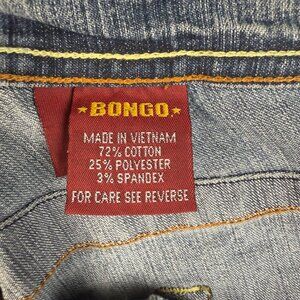 ★BONGO★
MADE IN VIETNAM
72% COTTON
25% POLYESTER
3% SPANDEX
FOR CARE SEE REVERSE